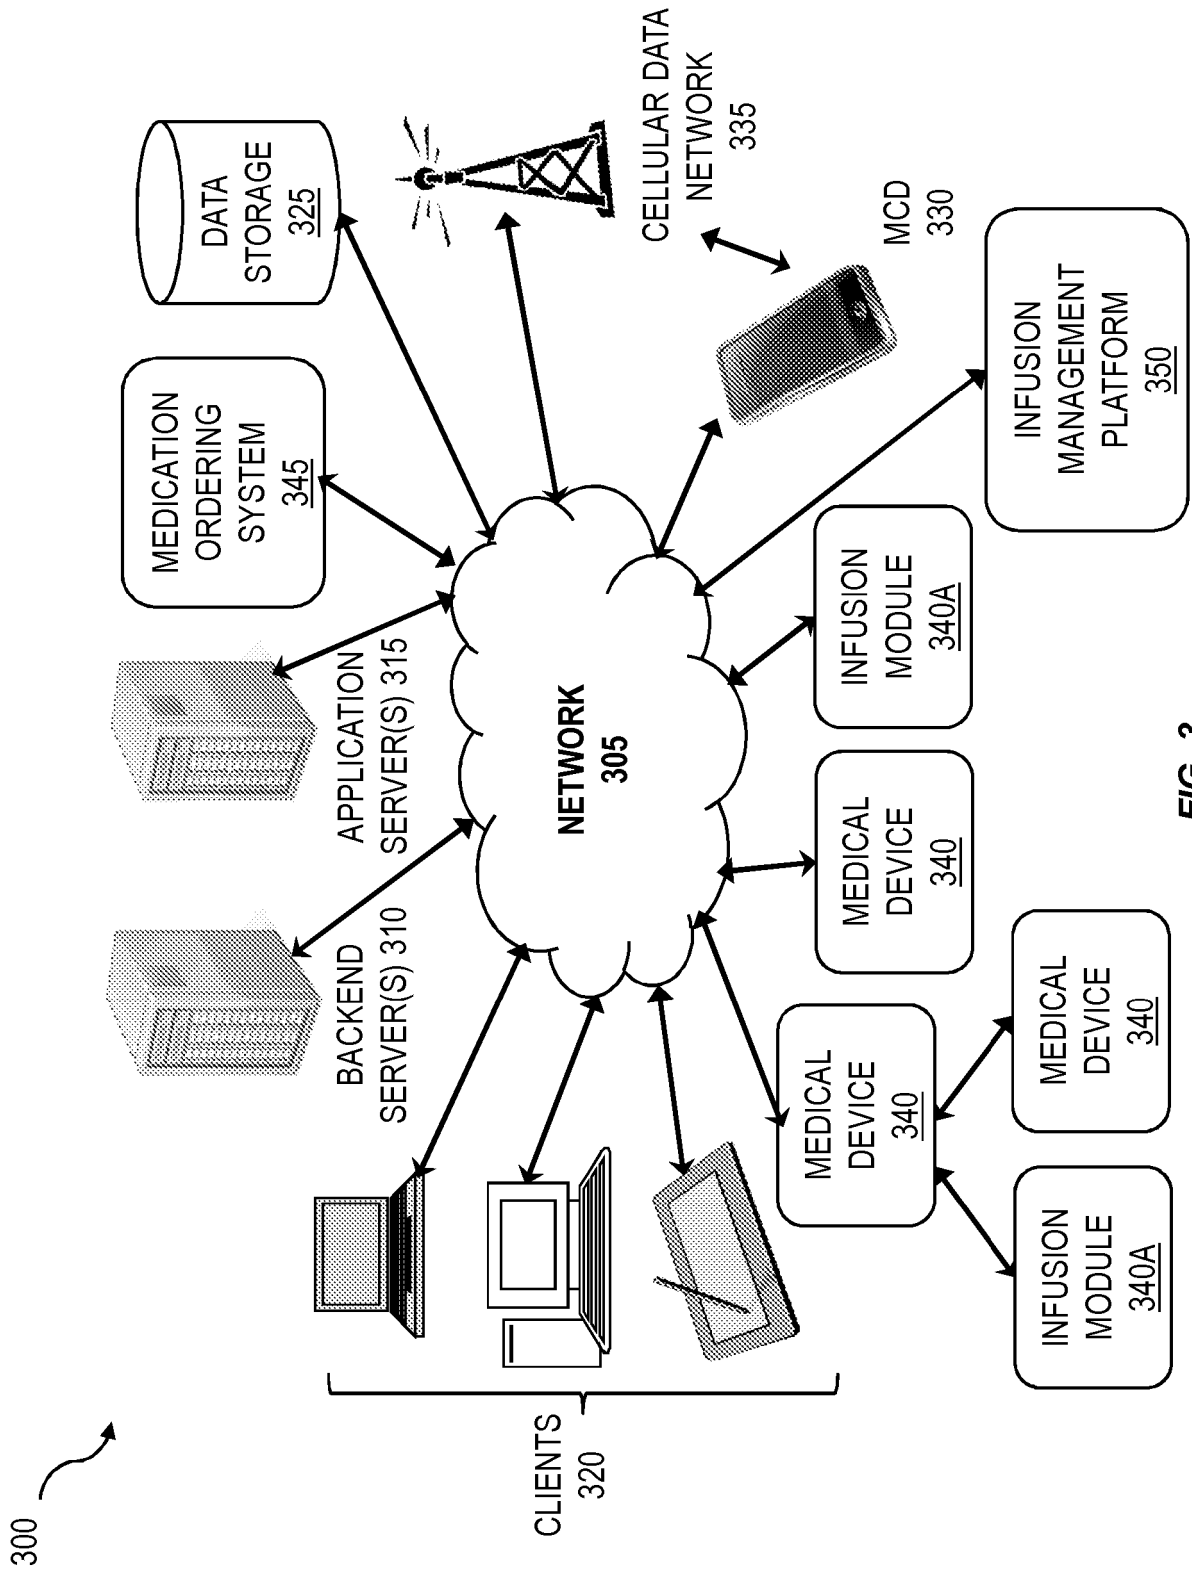 300
BACKEND
SERVER(S) 310
APPLICATION
SERVER(S) 315
MEDICATION
ORDERING
SYSTEM
345
DATA
STORAGE
325
CLIENTS
320
NETWORK
305
CELLULAR DATA
NETWORK
335
MCD
330
MEDICAL
DEVICE
340
MEDICAL
DEVICE
340
INFUSION
MODULE
340A
INFUSION
MANAGEMENT
PLATFORM
350
INFUSION
MODULE
340A
MEDICAL
DEVICE
340
FIG. 3